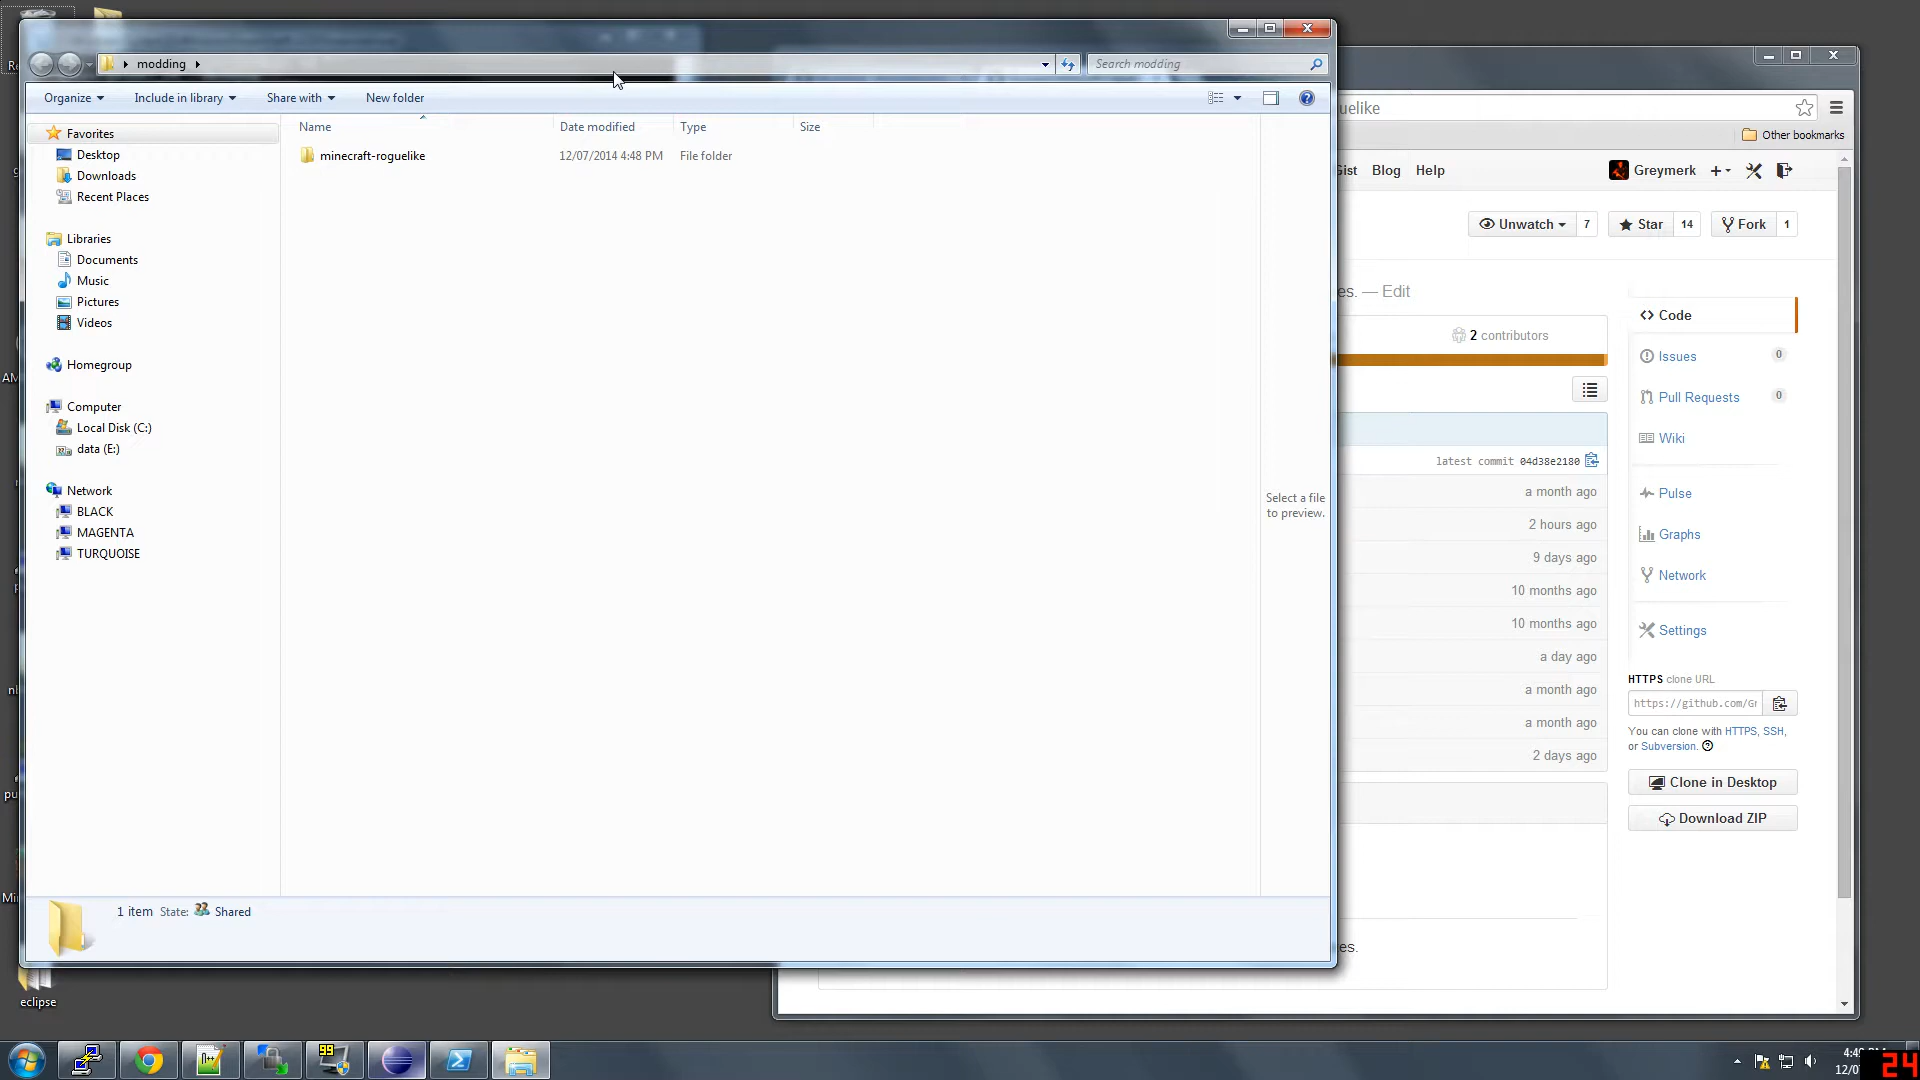 modding
Search modding
Organize
Include in library
Share with
New folder
Name
Date modified
Type
Size
minecraft-roguelike
12/07/2014 4:48 PM
File folder
Favorites
Desktop
Downloads
Recent Places
Libraries
Documents
Music
Pictures
Videos
Homegroup
Computer
Local Disk (C:)
data (E:)
Network
BLACK
MAGENTA
TURQUOISE
Select a file
to preview.
1 item State: Shared
uelike
Other bookmarks
Gist Blog Help
Greymerk
Unwatch 7
Star 14
Fork 1
es. — Edit
2 contributors
latest commit 04d38e2180
a month ago
2 hours ago
9 days ago
10 months ago
10 months ago
a day ago
a month ago
a month ago
2 days ago
es.
Code
Issues 0
Pull Requests 0
Wiki
Pulse
Graphs
Network
Settings
HTTPS clone URL
https://github.com/Gr
You can clone with HTTPS, SSH,
or Subversion.
Clone in Desktop
Download ZIP
eclipse
99
24